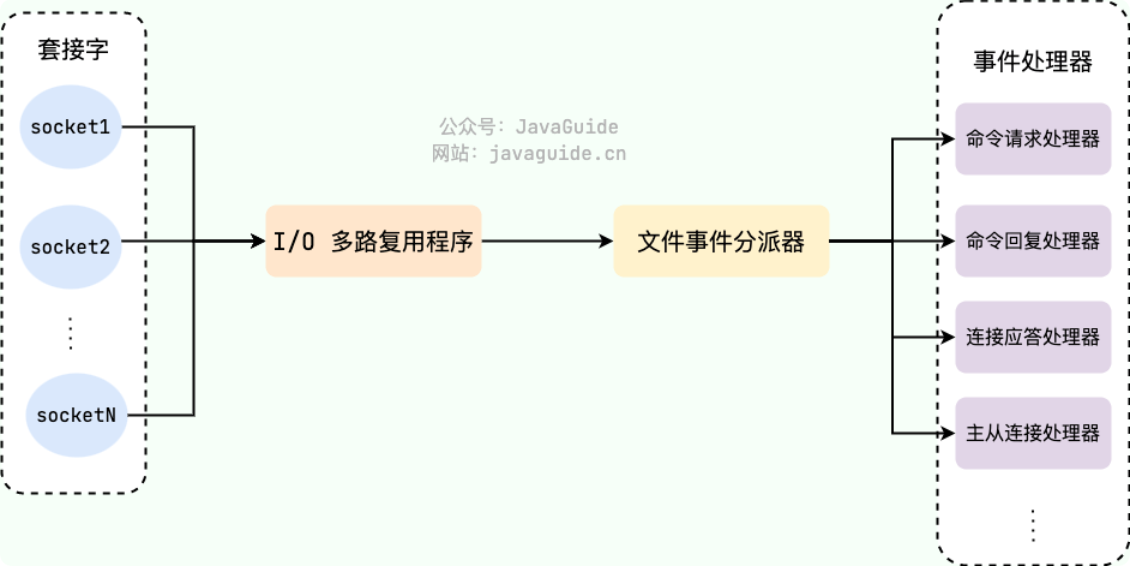 套接字
socket1
socket2
socketN
公众号：JavaGuide
网站：javaguide.cn
I/O 多路复用程序
文件事件分派器
事件处理器
命令请求处理器
命令回复处理器
连接应答处理器
主从连接处理器